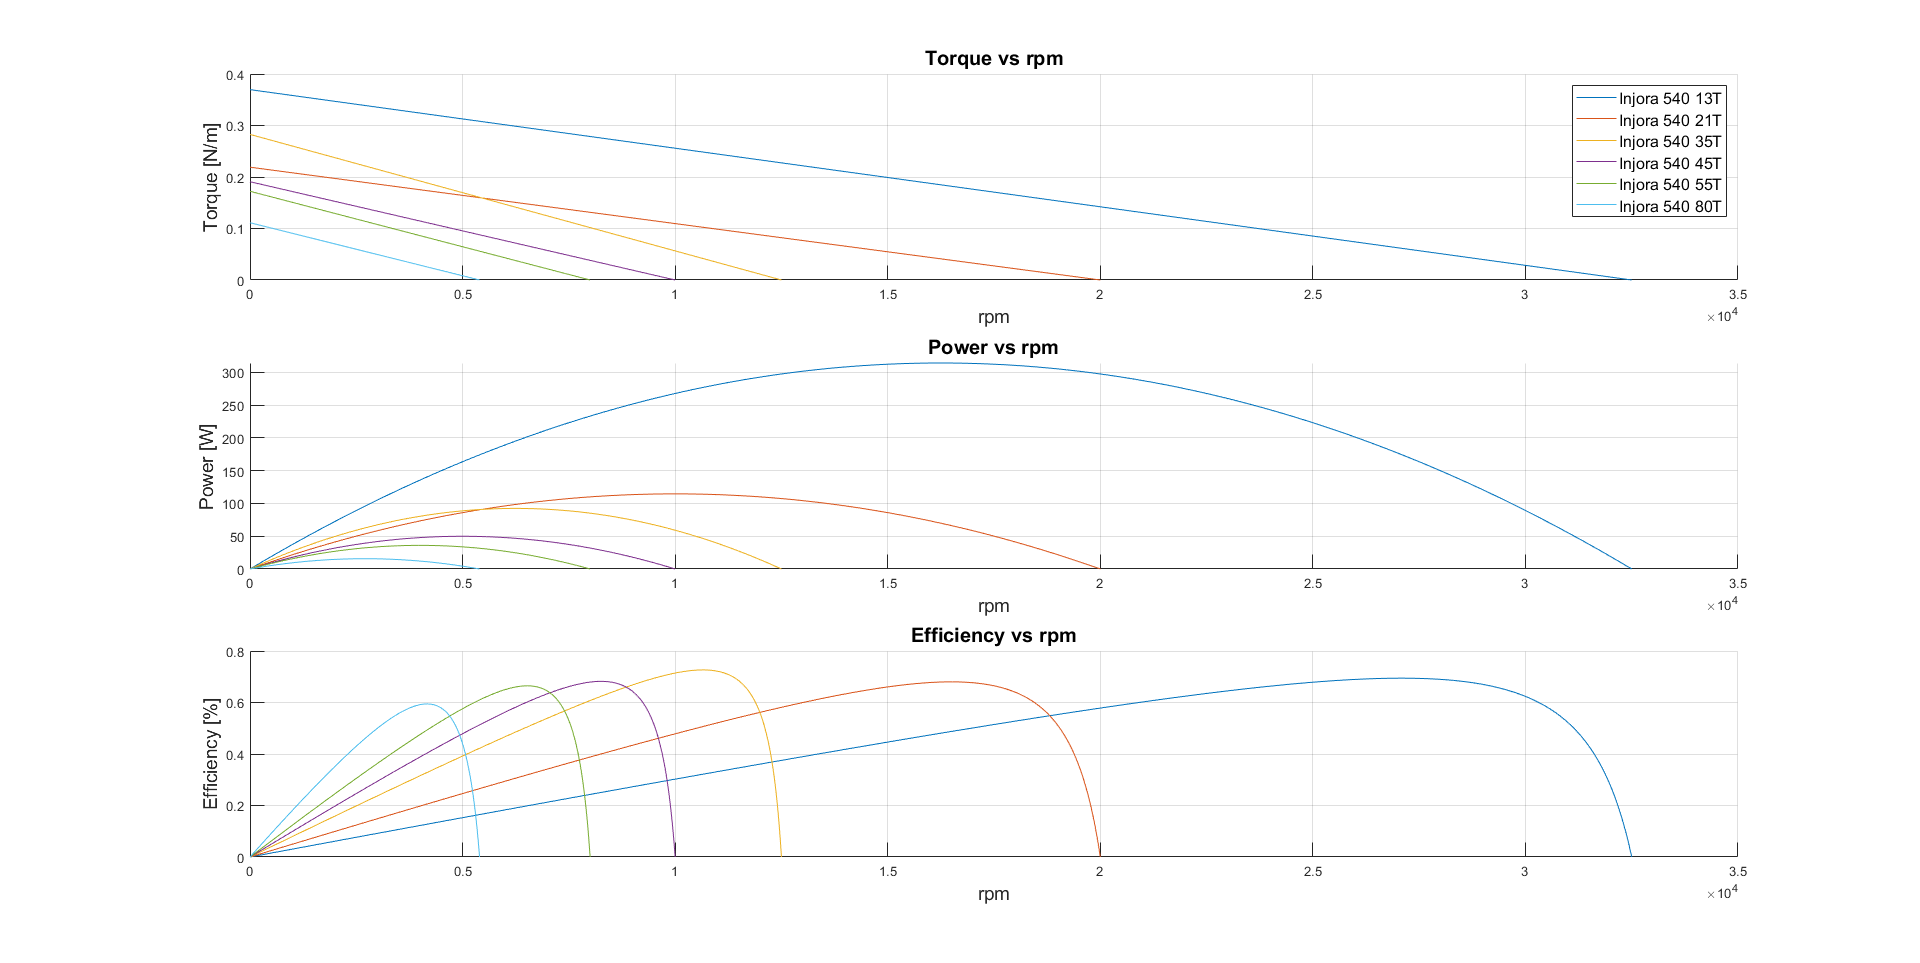 Torque vs rpm
0.4
0.3
0.2
0.1
0
Torque [N/m]
Injora 540 13T
Injora 540 21T
Injora 540 35T
Injora 540 45T
Injora 540 55T
Injora 540 80T
0 0.5 1 1.5 2 2.5 3 3.5
rpm
×10^4
Power vs rpm
300
250
200
150
100
50
0
Power [W]
0 0.5 1 1.5 2 2.5 3 3.5
rpm
×10^4
Efficiency vs rpm
0.8
0.6
0.4
0.2
0
Efficiency [%]
0 0.5 1 1.5 2 2.5 3 3.5
rpm
×10^4